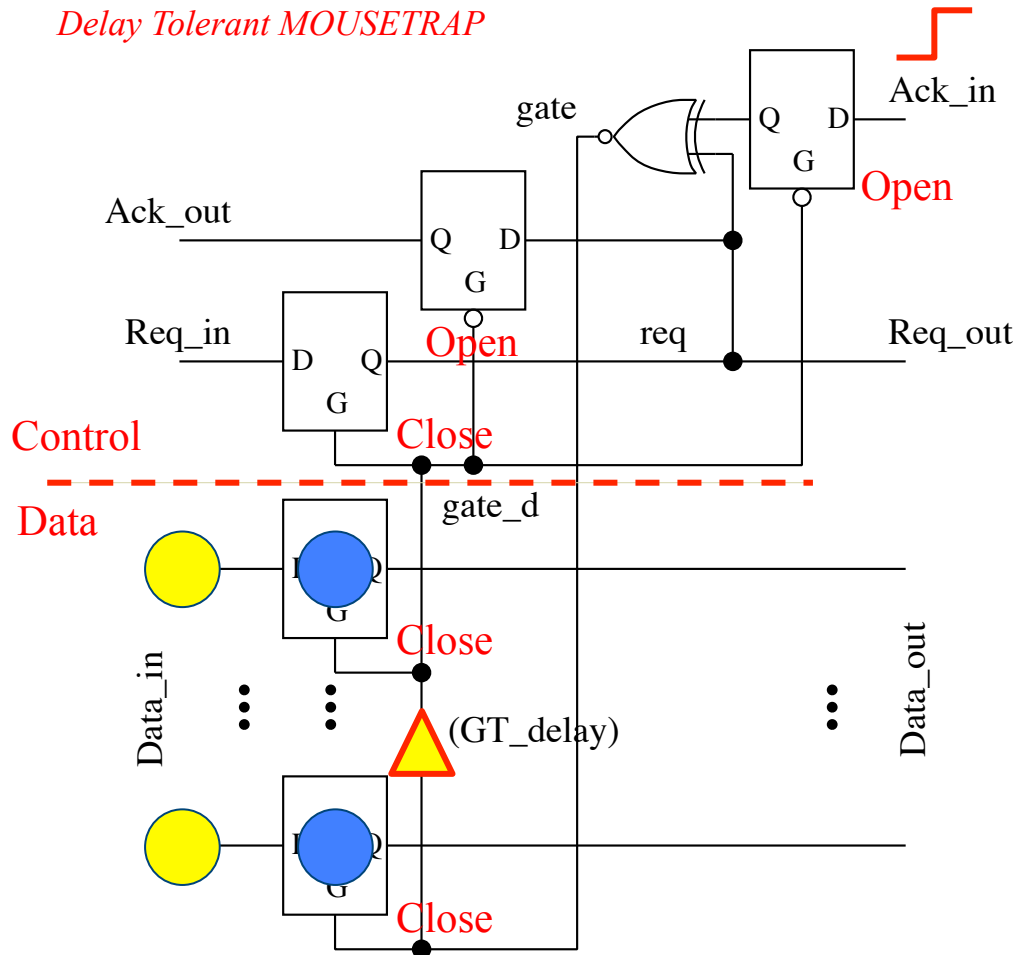 Delay Tolerant MOUSETRAP
Ack_in
gate
Q D
G
Open
Ack_out
Q D
G
Open
Req_in
D Q
G
req
Req_out
Close
Control
gate_d
Data
Q
G
Close
Data_in
Data_out
(GT_delay)
Q
G
Close